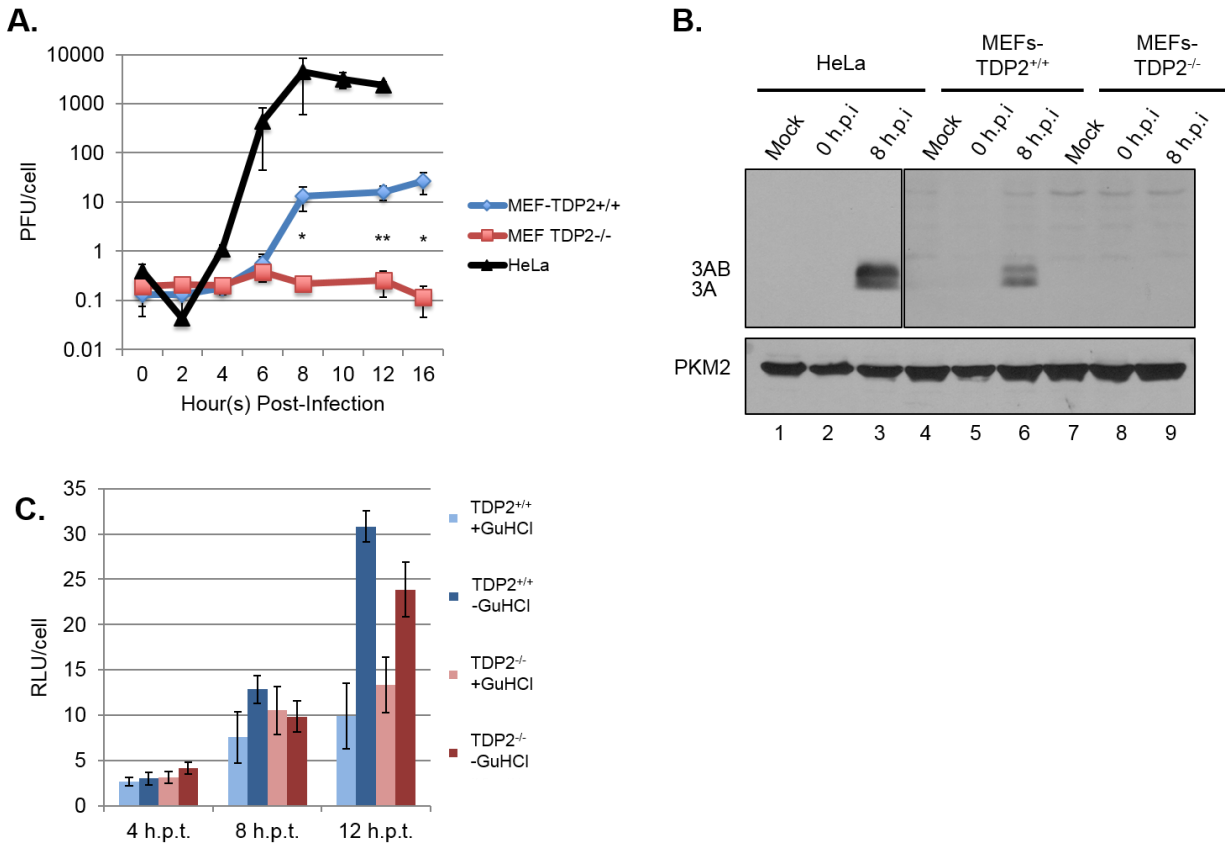 A.
10000
1000
100
10
1
0.1
0.01
PFU/cell
* ** *
0 2 4 6 8 10 12 16
Hour(s) Post-Infection
MEF-TDP2+/+
MEF TDP2-/-
HeLa
B.
HeLa
MEFs-
TDP2+/+
MEFs-
TDP2-/-
Mock 0 h.p.i 8 h.p.i Mock 0 h.p.i 8 h.p.i Mock 0 h.p.i 8 h.p.i
3AB
3A
PKM2
1 2 3 4 5 6 7 8 9
C.
35
30
25
20
15
10
5
0
RLU/cell
4 h.p.t. 8 h.p.t. 12 h.p.t.
TDP2+/+
+GuHCl
TDP2+/+
-GuHCl
TDP2-/-
+GuHCl
TDP2-/-
-GuHCl